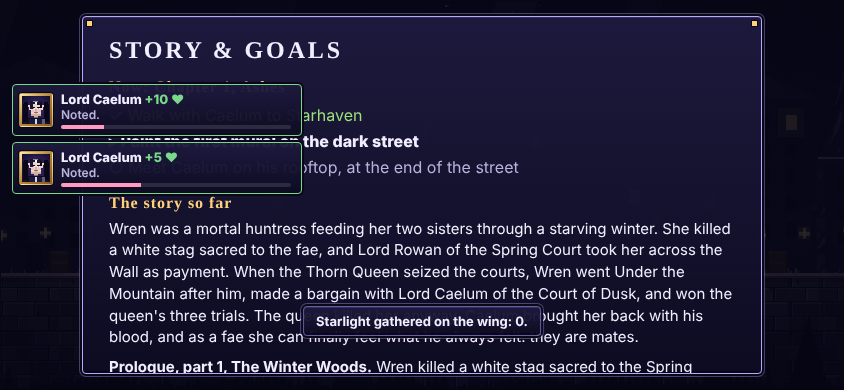 STORY & GOALS
Lord Caelum +10
Noted.
Walk with Caelum to Starhaven
Lord Caelum +5
Noted.
the dark street
Meet Caelum on his rooftop, at the end of the street
The story so far
Wren was a mortal huntress feeding her two sisters through a starving winter. She killed
a white stag sacred to the fae, and Lord Rowan of the Spring Court took her across the
Wall as payment. When the Thorn Queen seized the courts, Wren went Under the
Mountain after him, made a bargain with Lord Caelum of the Court of Dusk, and won the
queen's three trials. The ought her back with his
Starlight gathered on the wing: 0.
blood, and as a fae she can finally feel what he always felt: they are mates.
Prologue, part 1, The Winter Woods. Wren killed a white stag sacred to the Spring